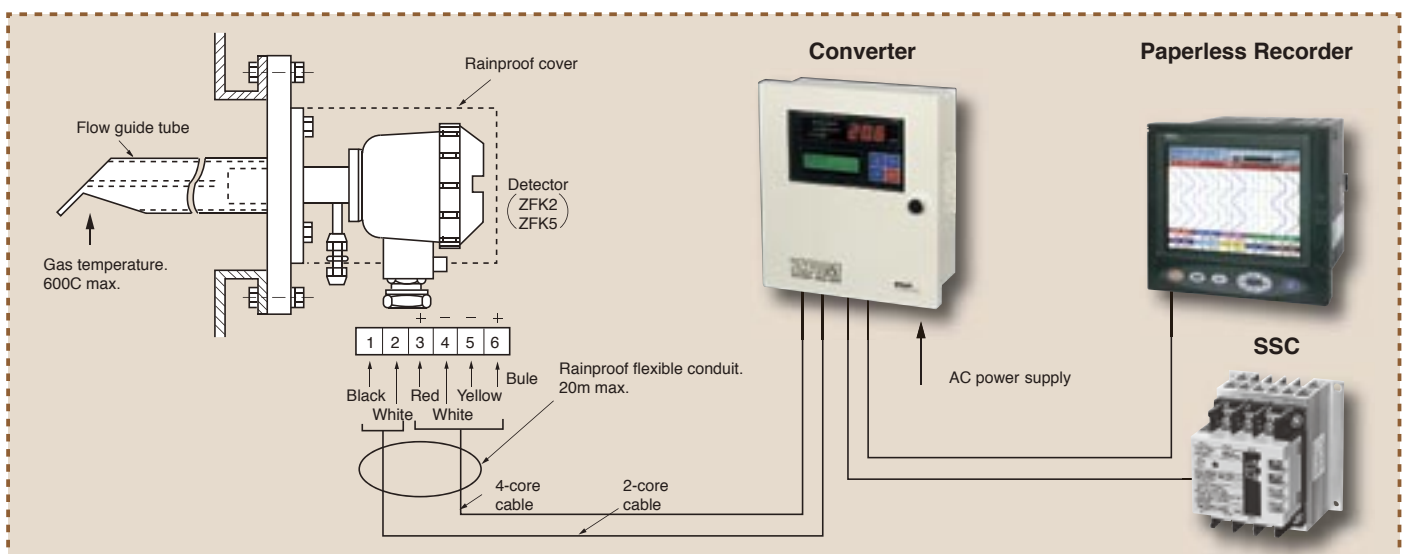 Converter
Paperless Recorder
Rainproof cover
Flow guide tube
Detector
ZFK2
ZFK5
Gas temperature.
600C max.
+ − − +
1 2 3 4 5 6
Black
White
Red
White
Yellow
Bule
Rainproof flexible conduit.
20m max.
4-core
cable
2-core
cable
AC power supply
SSC